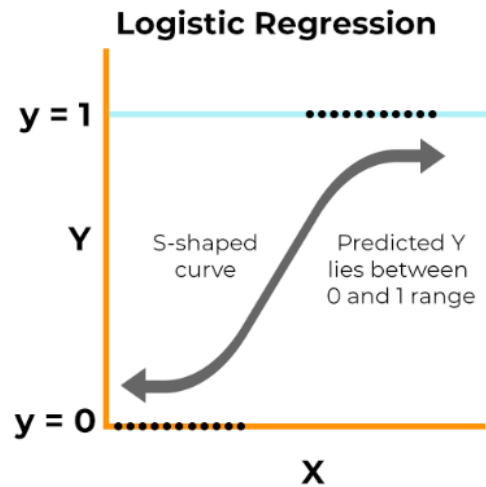 Logistic Regression
y = 1
Y
S-shaped
curve
Predicted Y
lies between
0 and 1 range
y = 0
X